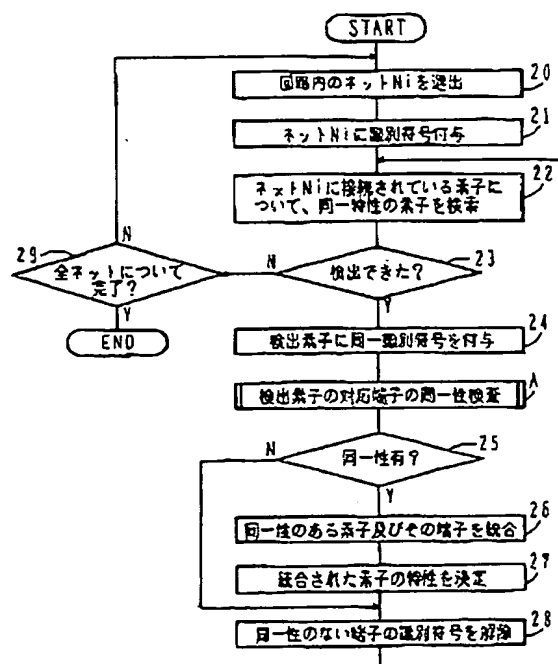 START
20
回路内のネットNiを選出
21
ネットNiに識別符号付与
22
ネットNiに接続されている素子に
ついて、同一特性の素子を検索
23
検出できた?
N
Y
29
全ネットについて
完了?
N
Y
END
24
検出素子に同一識別符号を付与
A
検出素子の対応端子の同一性検査
25
同一性有?
N
Y
26
同一性のある素子及びその端子を統合
27
統合された素子の特性を決定
28
同一性のない端子の識別符号を解除